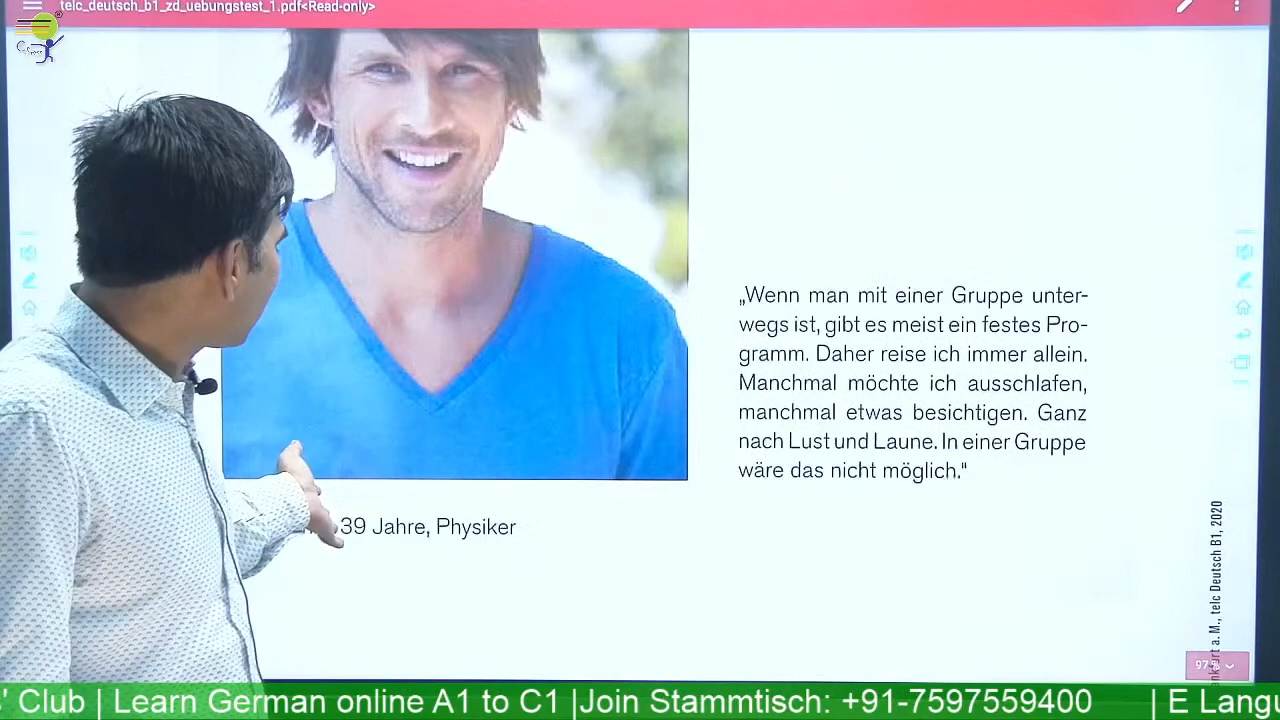 telc_deutsch_b1_zd_uebungstest_1.pdf<Read-only>
„Wenn man mit einer Gruppe unter-
wegs ist, gibt es meist ein festes Pro-
gramm. Daher reise ich immer allein.
Manchmal möchte ich ausschlafen,
manchmal etwas besichtigen. Ganz
nach Lust und Laune. In einer Gruppe
wäre das nicht möglich."
39 Jahre, Physiker
a. M., telc Deutsch B1, 2020
' Club | Learn German online A1 to C1 |Join Stammtisch: +91-7597559400 | E Langu